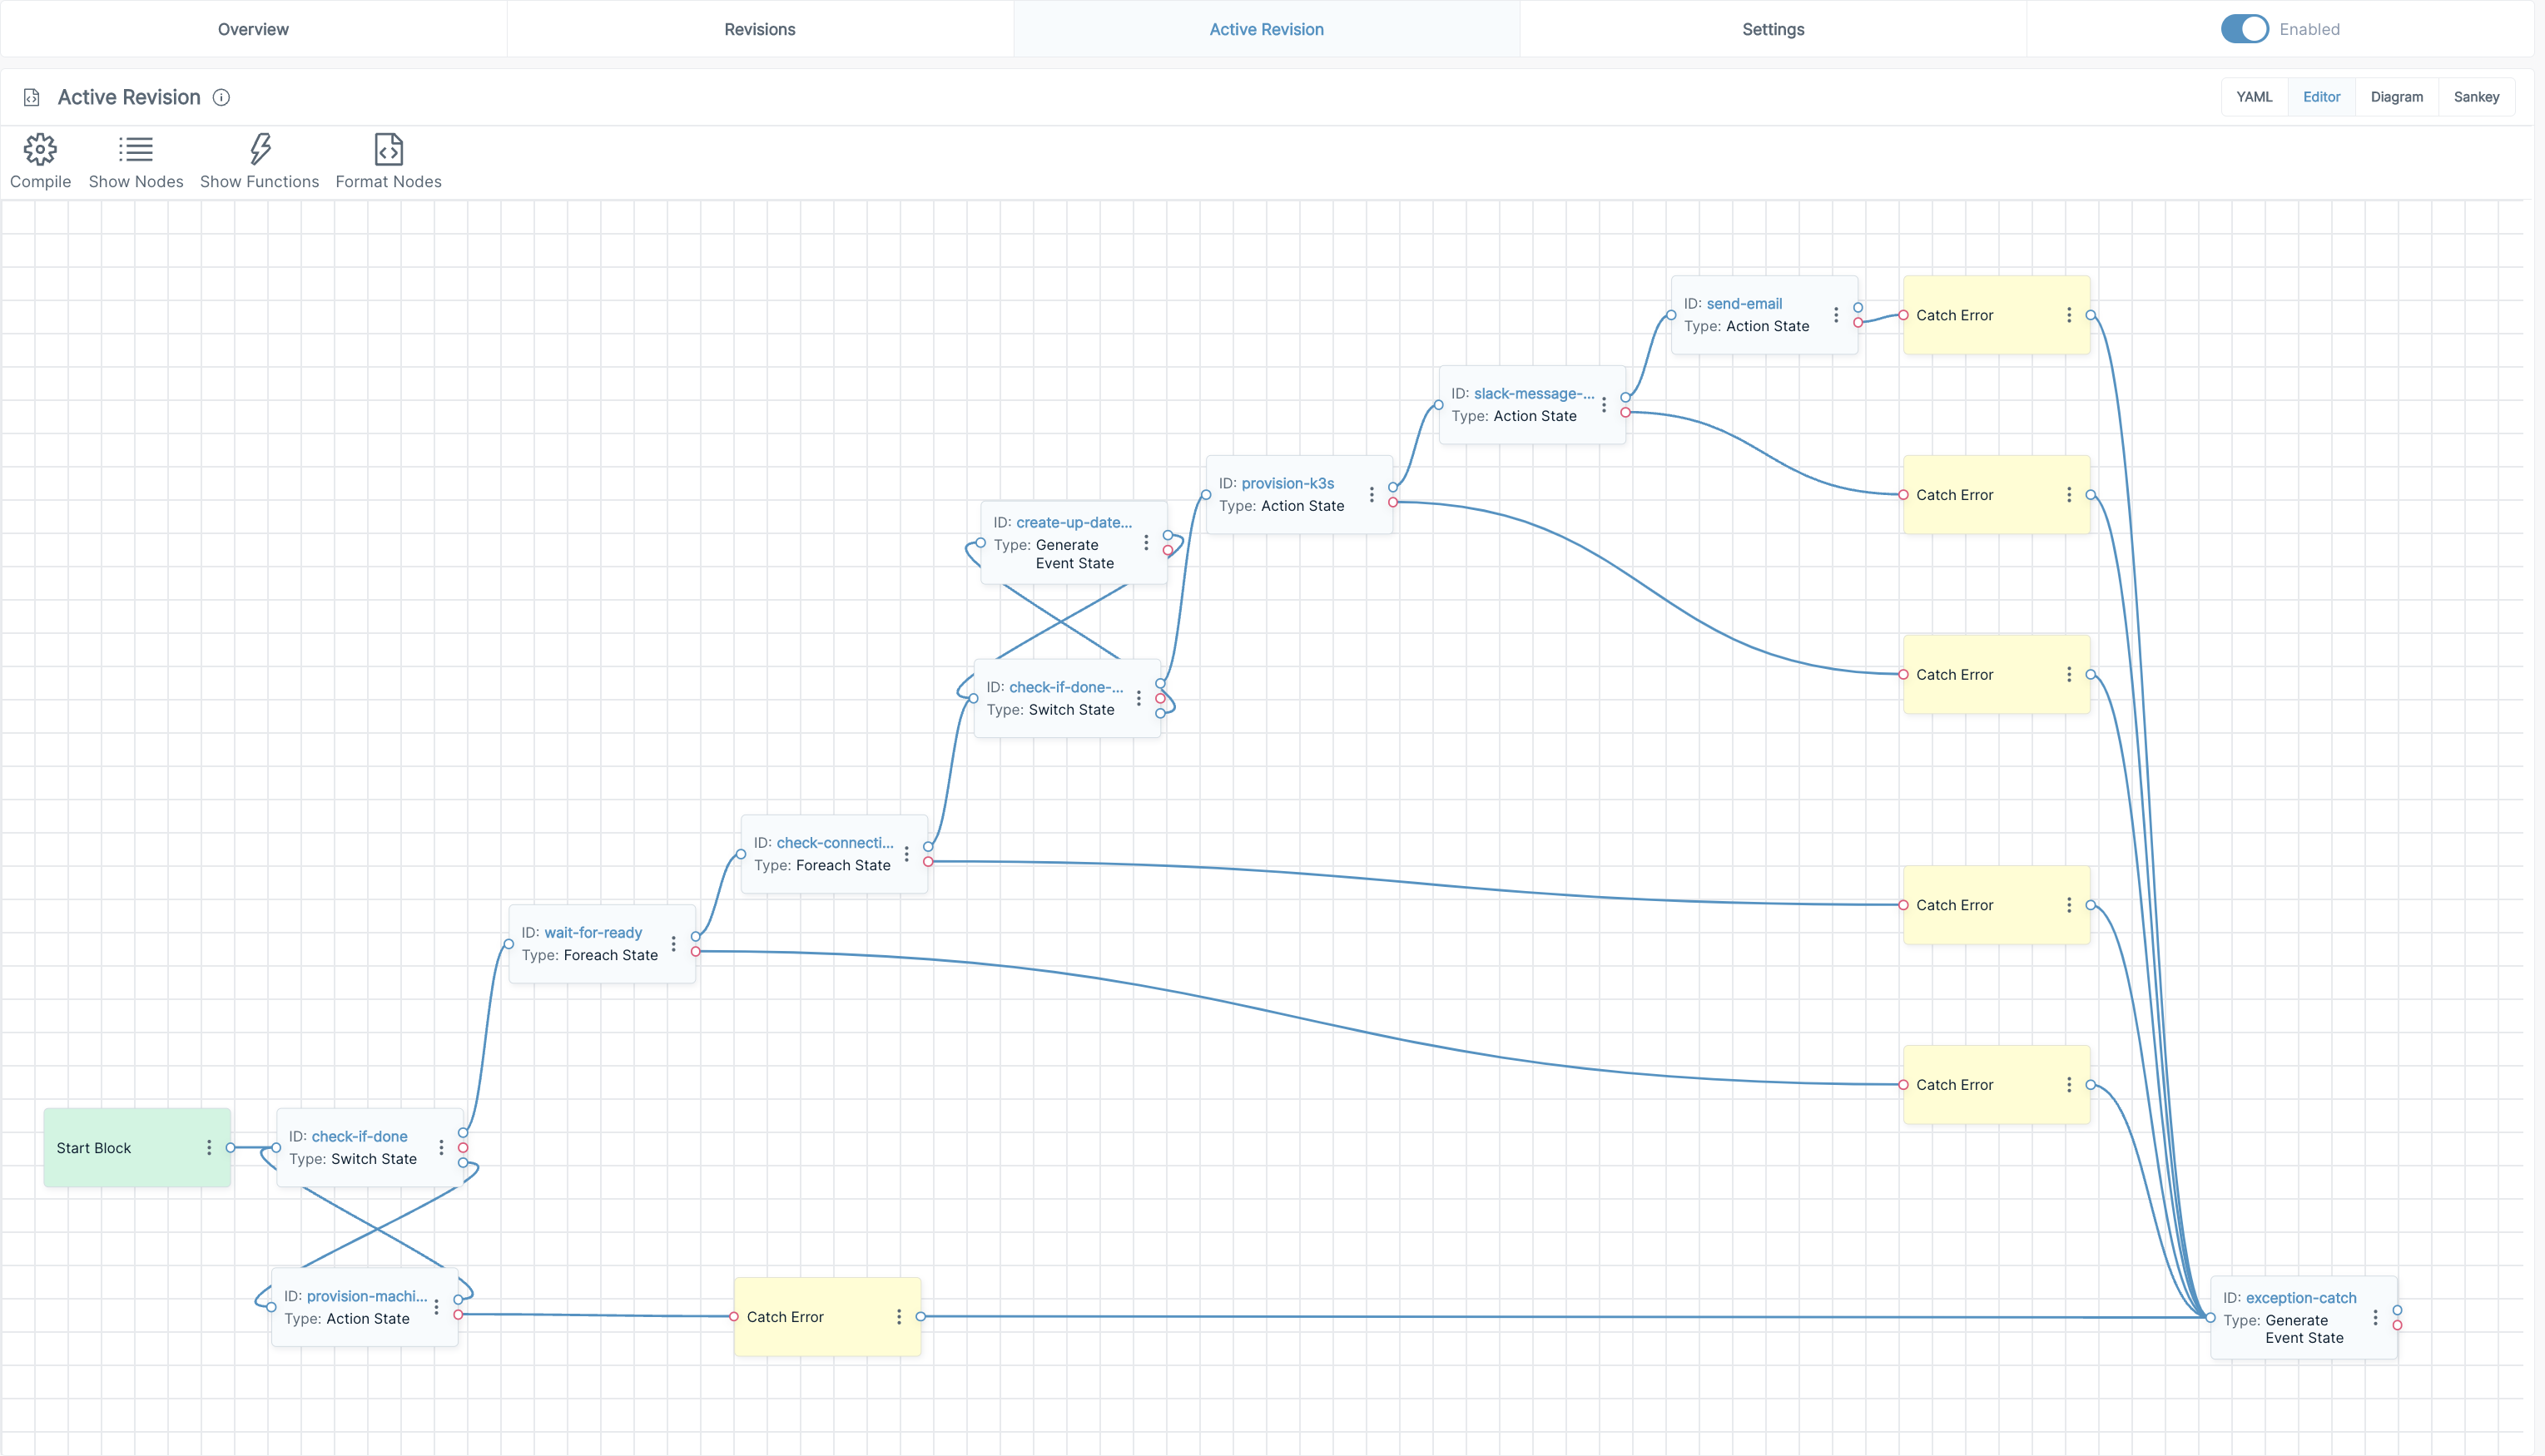 Overview
Revisions
Active Revision
Settings
Enabled
Active Revision
YAML
Editor
Diagram
Sankey
Compile
Show Nodes
Show Functions
Format Nodes
ID: send-email
Type: Action State
Catch Error
ID: slack-message-...
Type: Action State
Catch Error
ID: provision-k3s
Type: Action State
ID: create-up-date...
Type: Generate
Event State
Catch Error
ID: check-if-done-...
Type: Switch State
ID: check-connecti...
Type: Foreach State
Catch Error
ID: wait-for-ready
Type: Foreach State
Catch Error
Start Block
ID: check-if-done
Type: Switch State
ID: provision-machi...
Type: Action State
Catch Error
ID: exception-catch
Type: Generate
Event State